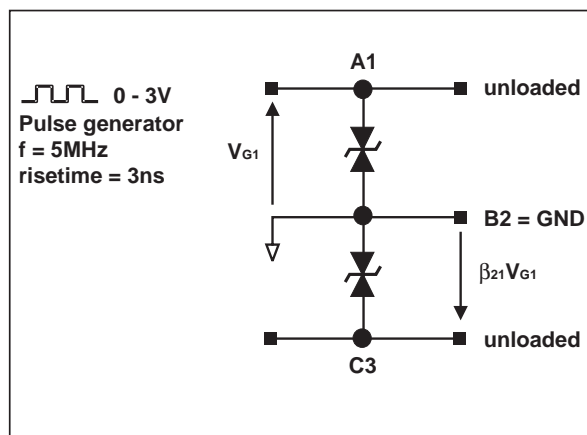 A1
0 - 3V
unloaded
Pulse generator
f = 5MHz
risetime = 3ns
VG1
B2 = GND
β21VG1
unloaded
C3